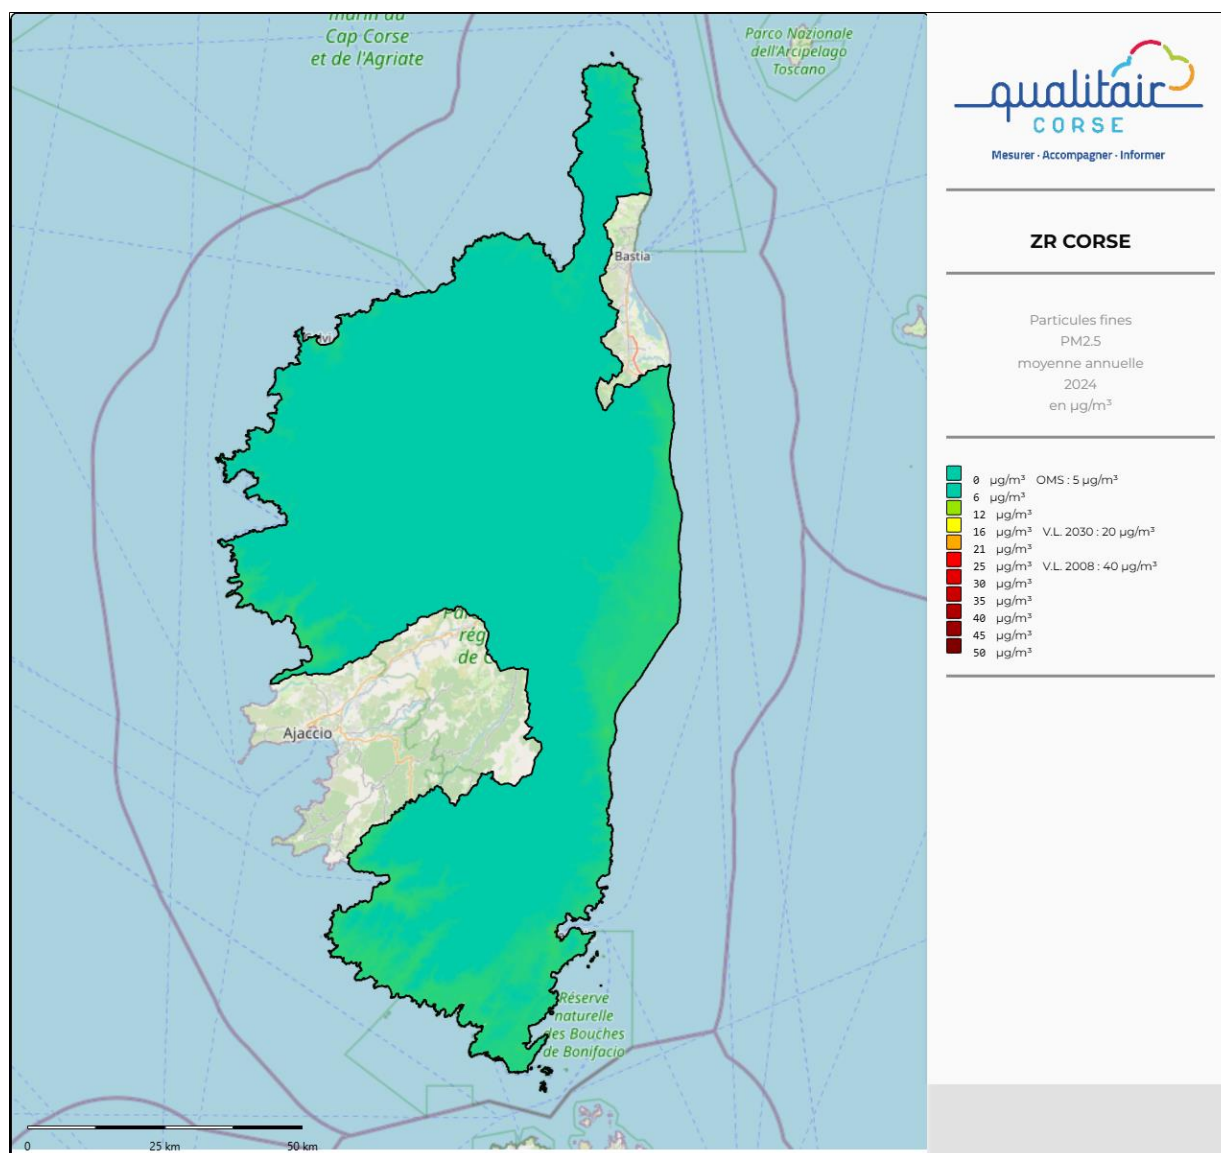 marin du
Cap Corse
et de l'Agriate
Parco Nazionale
dell'Arcipelago
Toscano
Bastia
Ajaccio
rég
de C
Réserve
naturelle
des Bouches
de Bonifacio
0 25 km 50 km
qualitair
CORSE
Mesurer · Accompagner · Informer
ZR CORSE
Particules fines
PM2.5
moyenne annuelle
2024
en µg/m³
0 µg/m³ OMS : 5 µg/m³
6 µg/m³
12 µg/m³
16 µg/m³ V.L. 2030 : 20 µg/m³
21 µg/m³
25 µg/m³ V.L. 2008 : 40 µg/m³
30 µg/m³
35 µg/m³
40 µg/m³
45 µg/m³
50 µg/m³